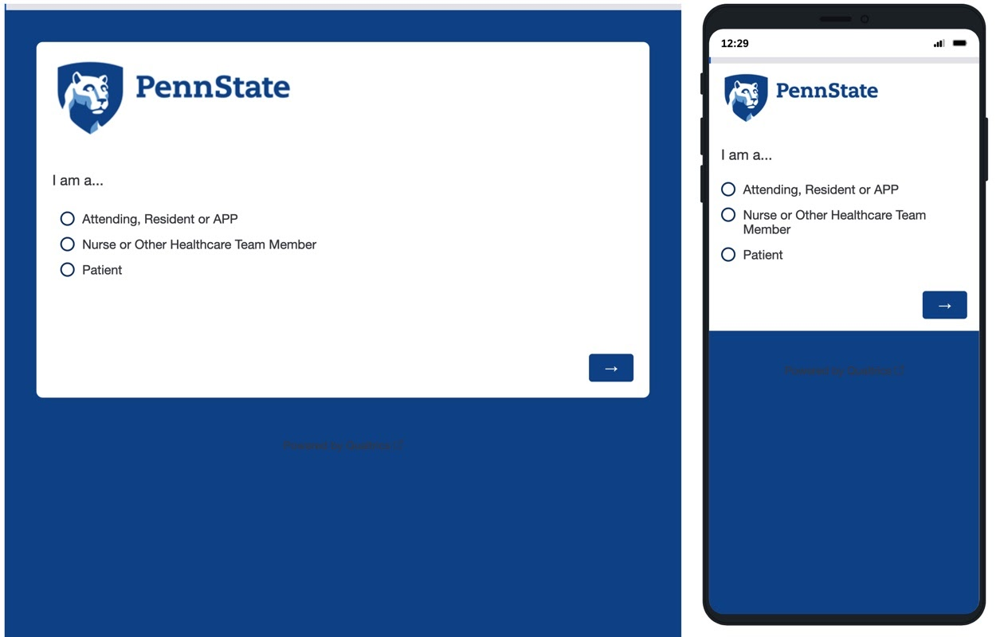 PennState
I am a...
Attending, Resident or APP
Nurse or Other Healthcare Team Member
Patient
→
Powered by Qualtrics
12:29
PennState
I am a...
Attending, Resident or APP
Nurse or Other Healthcare Team
Member
Patient
→
Powered by Qualtrics